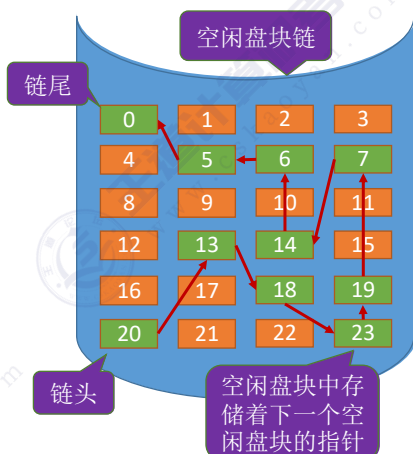 空闲盘块链
链尾
0 1 2 3
4 5 6 7
8 9 10 11
12 13 14 15
16 17 18 19
20 21 22 23
链头
空闲盘块中存
储着下一个空
闲盘块的指针